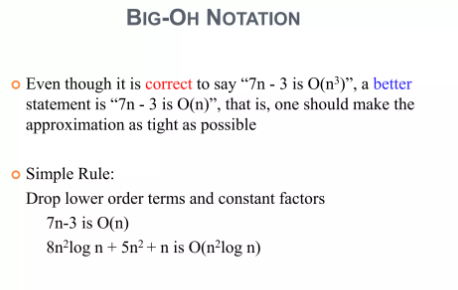 BIG-OH NOTATION
Even though it is correct to say “7n - 3 is O(n³)”, a better
statement is “7n - 3 is O(n)”, that is, one should make the
approximation as tight as possible
Simple Rule:
Drop lower order terms and constant factors
7n-3 is O(n)
8n²log n + 5n² + n is O(n²log n)